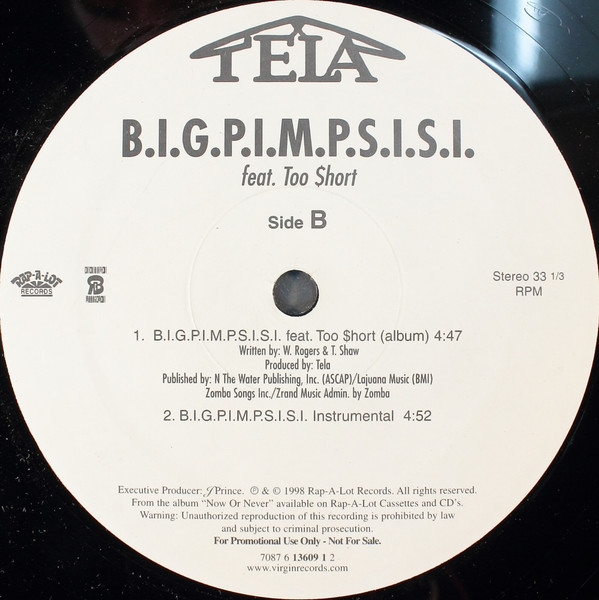 TELA
B.I.G.P.I.M.P.S.I.S.I.
feat. Too $hort
Side B
RAP-A-LOT
RECORDS
Stereo 33 1/3
RPM
1. B.I.G.P.I.M.P.S.I.S.I. feat. Too $hort (album) 4:47
Written by: W. Rogers & T. Shaw
Produced by: Tela
Published by: N The Water Publishing, Inc. (ASCAP)/Lajuana Music (BMI)
Zomba Songs Inc./Zrand Music Admin. by Zomba
2. B.I.G.P.I.M.P.S.I.S.I. Instrumental 4:52
Executive Producer: J Prince. ℗ & © 1998 Rap-A-Lot Records. All rights reserved.
From the album "Now Or Never" available on Rap-A-Lot Cassettes and CD's.
Warning: Unauthorized reproduction of this recording is prohibited by law
and subject to criminal prosecution.
For Promotional Use Only - Not For Sale.
7087 6 13609 1 2
www.virginrecords.com